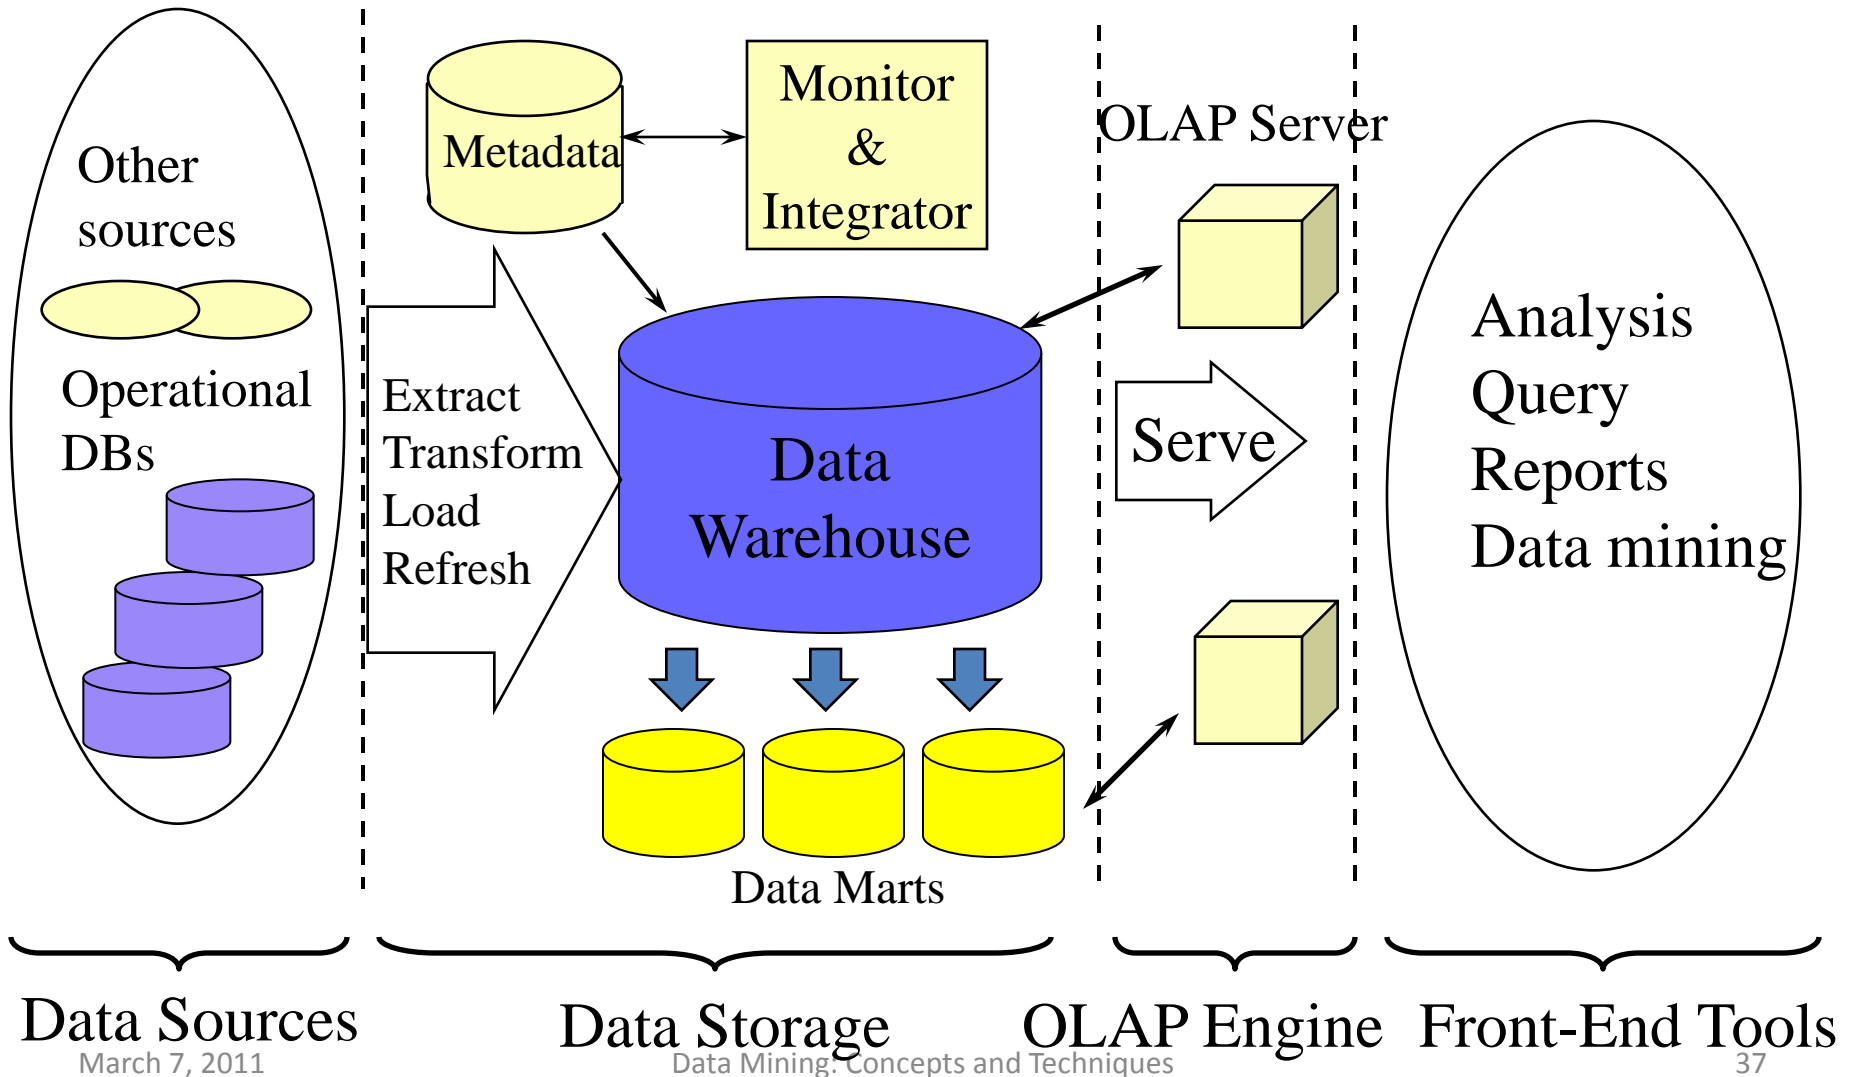 Other
sources
Operational
DBs
Extract
Transform
Load
Refresh
Metadata
Monitor
&
Integrator
Data
Warehouse
Data Marts
OLAP Server
Serve
Analysis
Query
Reports
Data mining
Data Sources
Data Storage
OLAP Engine
Front-End Tools
March 7, 2011
Data Mining: Concepts and Techniques
37